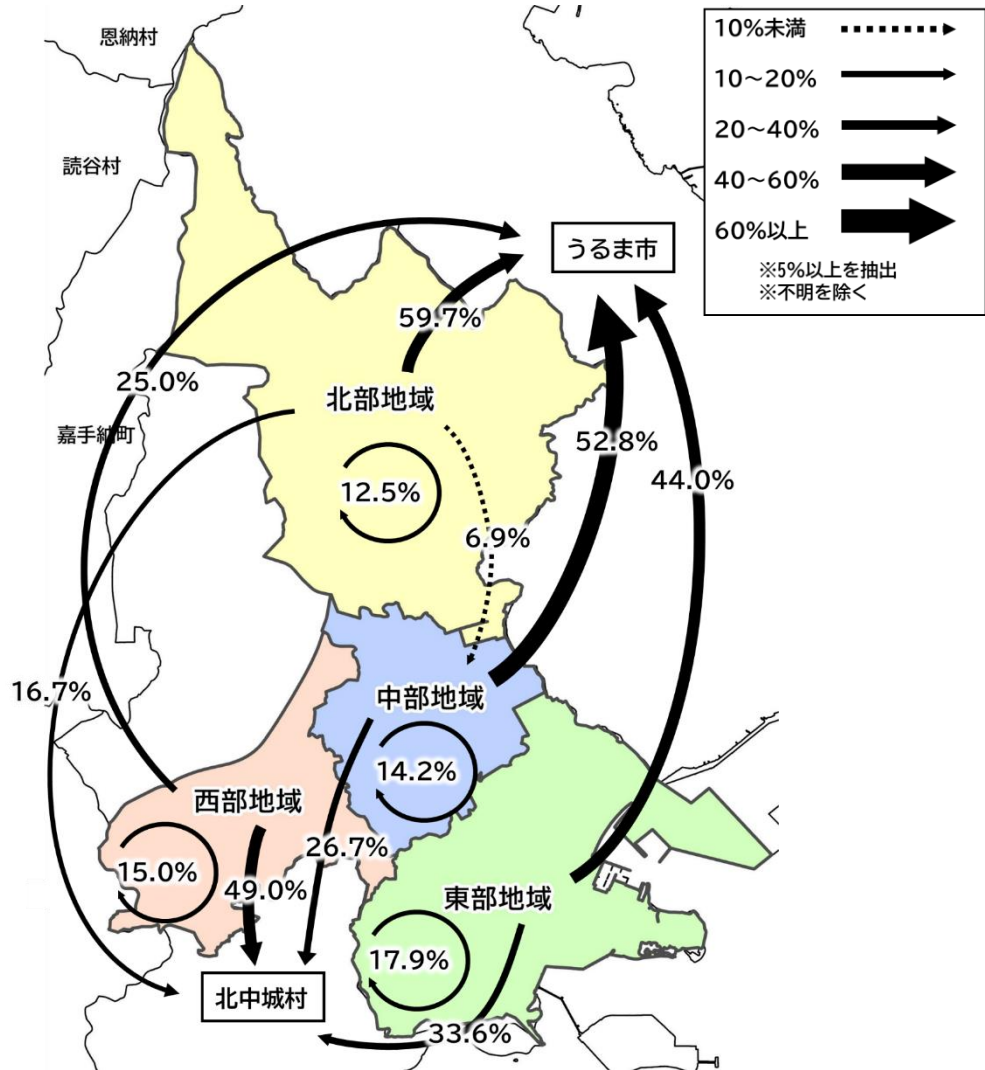 恩納村
読谷村
嘉手納町
10%未満
10~20%
20~40%
40~60%
60%以上
※5%以上を抽出
※不明を除く
うるま市
59.7%
25.0%
北部地域
52.8%
44.0%
12.5%
6.9%
16.7%
中部地域
14.2%
西部地域
26.7%
15.0%
49.0%
東部地域
17.9%
北中城村
33.6%